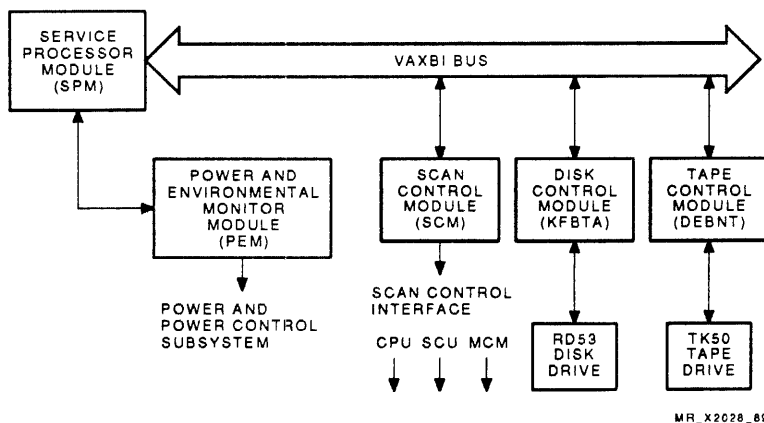 SERVICE
PROCESSOR
MODULE
(SPM)
VAXBI BUS
POWER AND
ENVIRONMENTAL
MONITOR
MODULE
(PEM)
SCAN
CONTROL
MODULE
(SCM)
DISK
CONTROL
MODULE
(KFBTA)
TAPE
CONTROL
MODULE
(DEBNT)
POWER AND
POWER CONTROL
SUBSYSTEM
SCAN CONTROL
INTERFACE
CPU SCU MCM
RD53
DISK
DRIVE
TK50
TAPE
DRIVE
MR_X2028_89